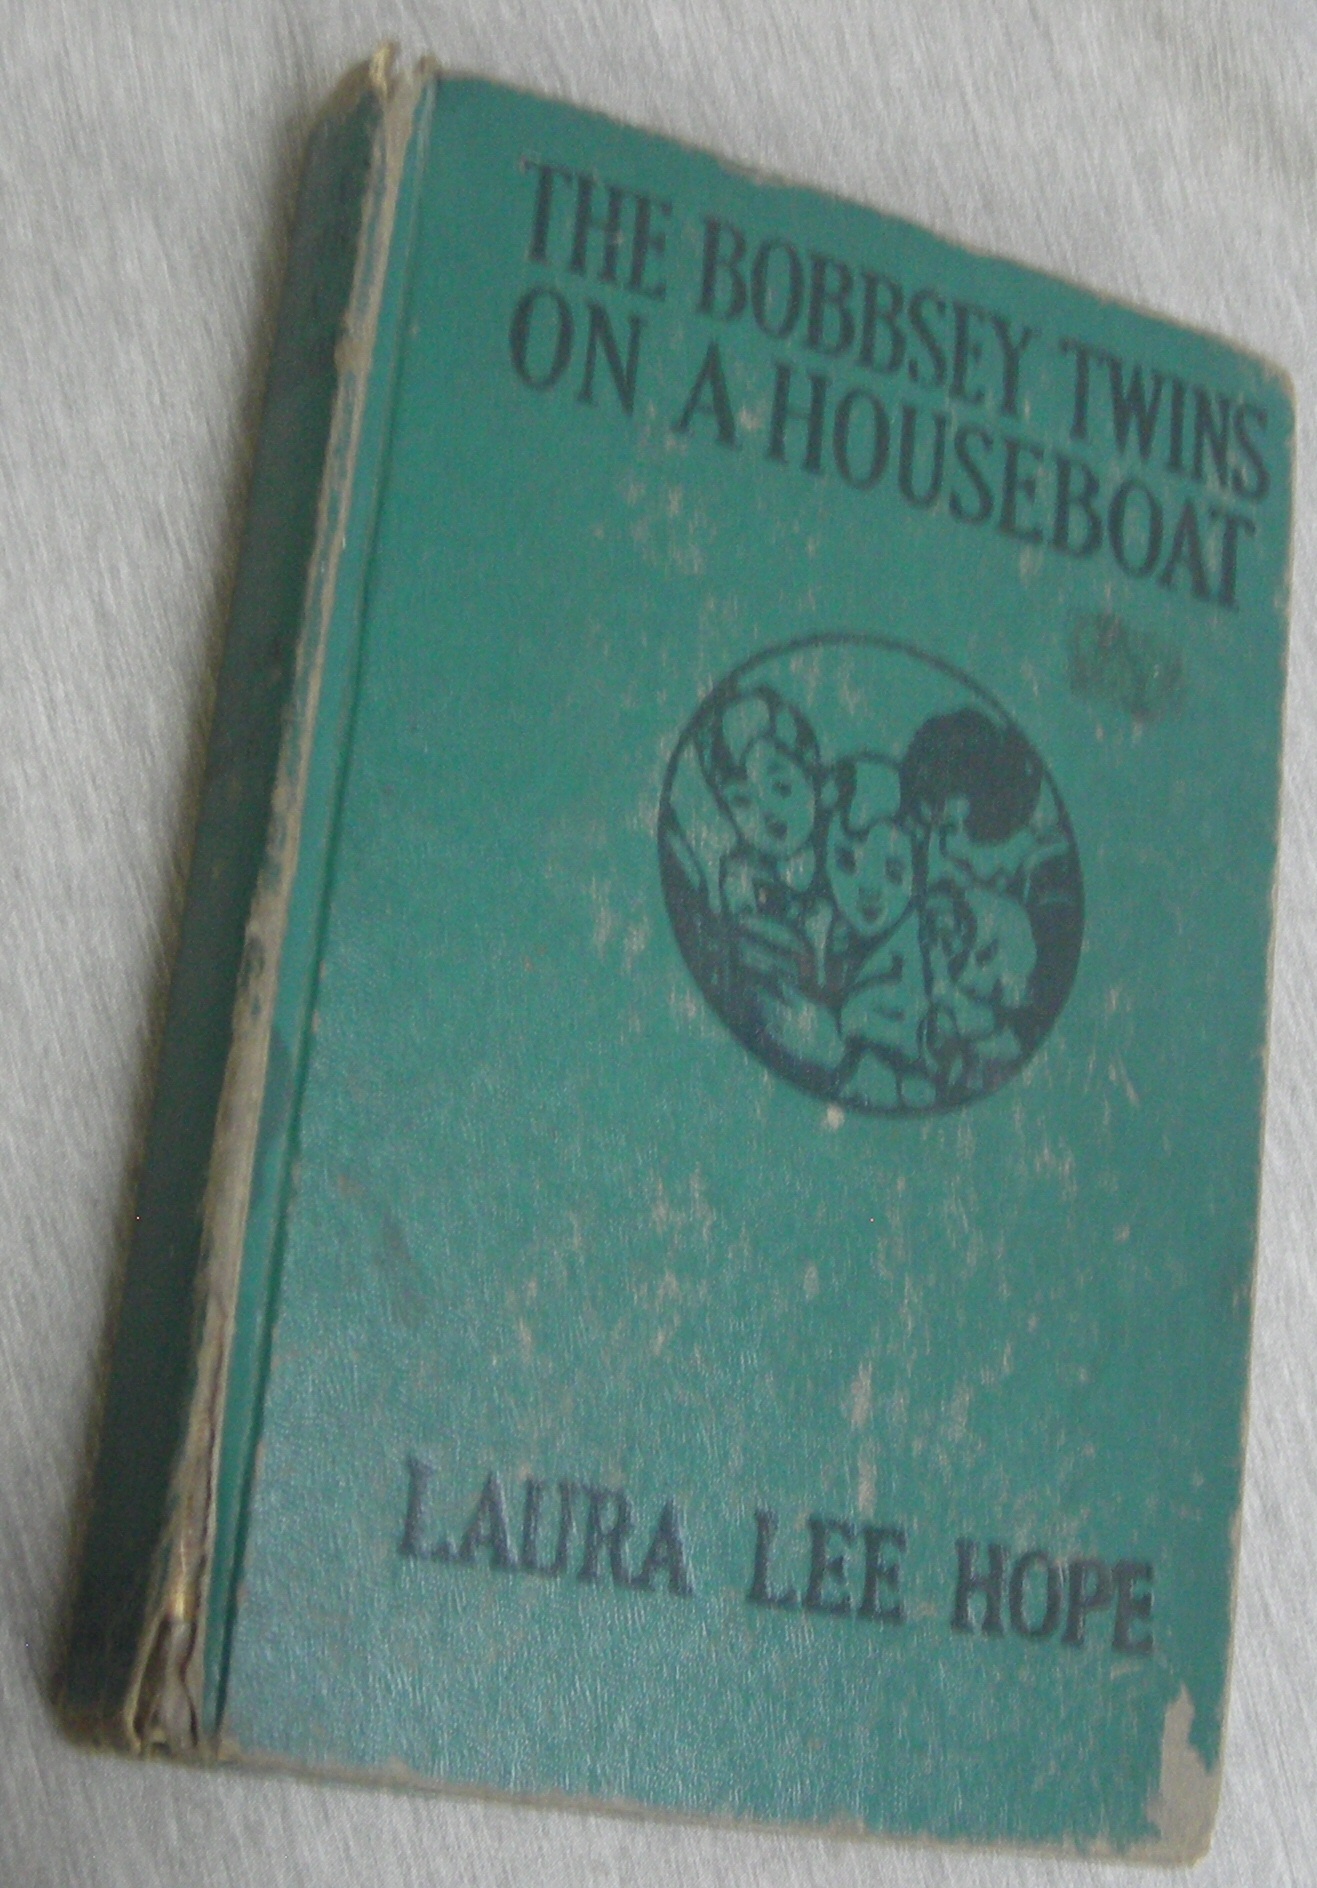 THE BOBBSEY TWINS
ON A HOUSEBOAT
LAURA LEE HOPE